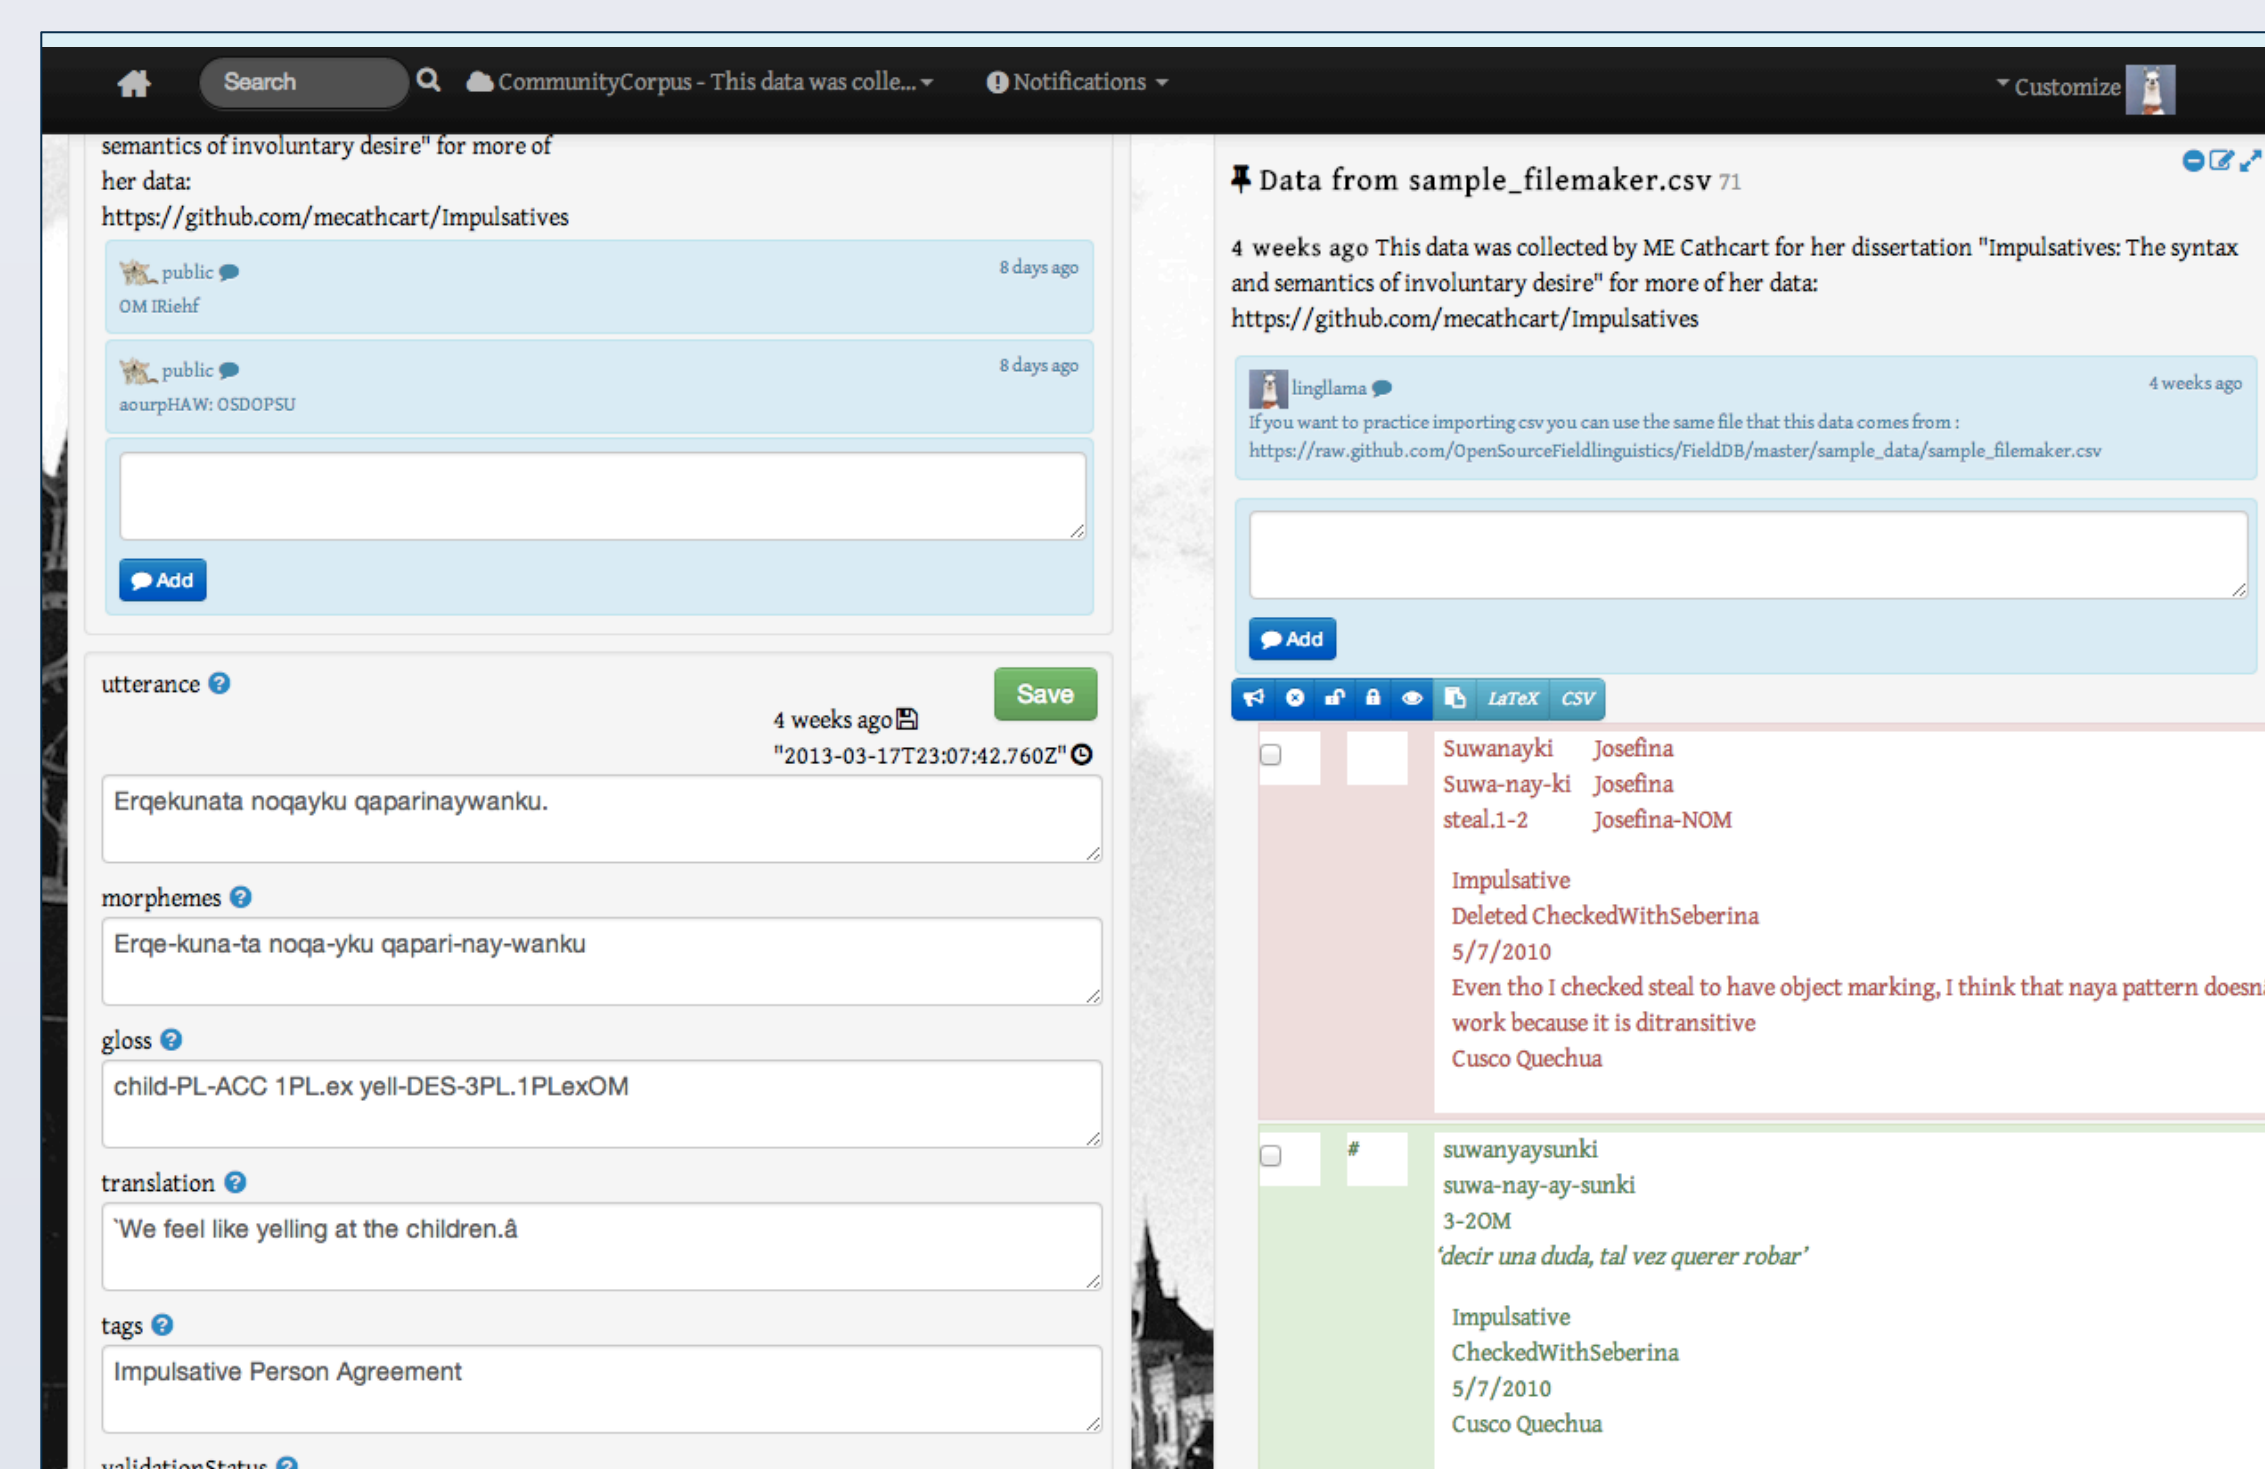 Search
CommunityCorpus - This data was colle...
Notifications
Customize
semantics of involuntary desire" for more of
her data:
https://github.com/mecathcart/Impulsatives
public
8 days ago
OM IRiehf
public
8 days ago
aourpHAW: OSDOPSU
Add
utterance
Save
4 weeks ago
"2013-03-17T23:07:42.760Z"
Erqekunata noqayku qaparinaywanku.
morphemes
Erqe-kuna-ta noqa-yku qapari-nay-wanku
gloss
child-PL-ACC 1PL.ex yell-DES-3PL.1PLexOM
translation
`We feel like yelling at the children.â
tags
Impulsative Person Agreement
validationStatus
Data from sample_filemaker.csv 71
4 weeks ago This data was collected by ME Cathcart for her dissertation "Impulsatives: The syntax
and semantics of involuntary desire" for more of her data:
https://github.com/mecathcart/Impulsatives
lingllama
4 weeks ago
If you want to practice importing csv you can use the same file that this data comes from :
https://raw.github.com/OpenSourceFieldlinguistics/FieldDB/master/sample_data/sample_filemaker.csv
Add
LaTeX CSV
Suwanayki Josefina
Suwa-nay-ki Josefina
steal.1-2 Josefina-NOM
Impulsative
Deleted CheckedWithSeberina
5/7/2010
Even tho I checked steal to have object marking, I think that naya pattern doesn
work because it is ditransitive
Cusco Quechua
# suwanyaysunki
suwa-nay-ay-sunki
3-2OM
‘decir una duda, tal vez querer robar’
Impulsative
CheckedWithSeberina
5/7/2010
Cusco Quechua